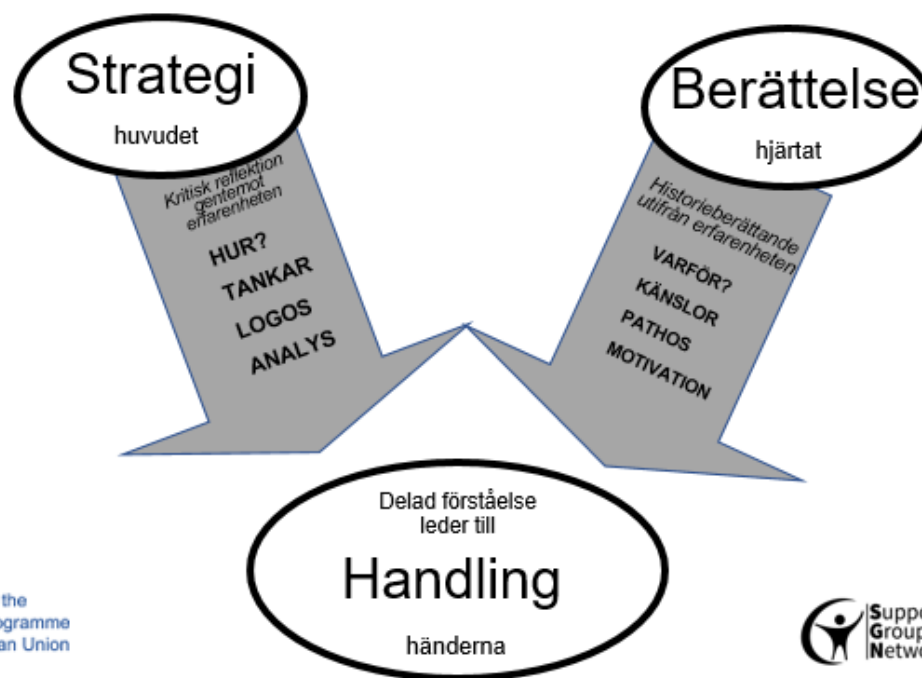 Strategi
huvudet
Kritisk reflektion
gentemot
erfarenheten
HUR?
TANKAR
LOGOS
ANALYS
Berättelse
hjärtat
Historieberättande
utifrån erfarenheten
VARFÖR?
KÄNSLOR
PATHOS
MOTIVATION
Delad förståelse
leder till
Handling
händerna
the
ogramme
an Union
Suppo
Group
Netwo